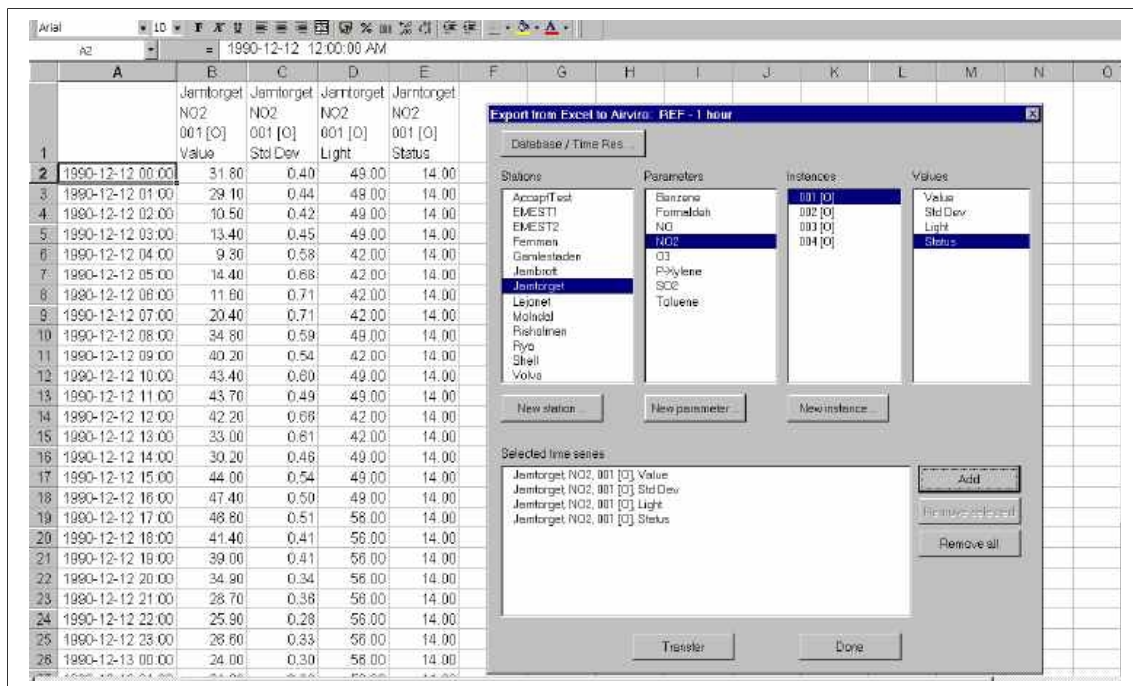 Arial 10
A2 = 1990-12-12 12:00:00 AM
A B C D E F G H I J K L M N O
Jarntorget Jarntorget Jarntorget Jarntorget
NO2 NO2 NO2 NO2
001 [O] 001 [O] 001 [O] 001 [O]
1 Value Std Dev Light Status
2 1990-12-12 00:00 31.80 0.40 49.00 14.00
3 1990-12-12 01:00 29.10 0.44 49.00 14.00
4 1990-12-12 02:00 10.50 0.42 49.00 14.00
5 1990-12-12 03:00 13.40 0.45 49.00 14.00
6 1990-12-12 04:00 9.30 0.58 42.00 14.00
7 1990-12-12 05:00 14.40 0.68 42.00 14.00
8 1990-12-12 06:00 11.60 0.71 42.00 14.00
9 1990-12-12 07:00 20.40 0.71 42.00 14.00
10 1990-12-12 08:00 34.80 0.59 49.00 14.00
11 1990-12-12 09:00 40.20 0.54 42.00 14.00
12 1990-12-12 10:00 43.40 0.60 49.00 14.00
13 1990-12-12 11:00 43.70 0.49 49.00 14.00
14 1990-12-12 12:00 42.20 0.66 42.00 14.00
15 1990-12-12 13:00 33.00 0.61 42.00 14.00
16 1990-12-12 14:00 30.20 0.46 49.00 14.00
17 1990-12-12 15:00 44.00 0.54 49.00 14.00
18 1990-12-12 16:00 47.40 0.50 49.00 14.00
19 1990-12-12 17:00 46.60 0.51 56.00 14.00
20 1990-12-12 18:00 41.40 0.41 56.00 14.00
21 1990-12-12 19:00 39.00 0.41 56.00 14.00
22 1990-12-12 20:00 34.90 0.34 56.00 14.00
23 1990-12-12 21:00 28.70 0.36 56.00 14.00
24 1990-12-12 22:00 25.90 0.28 56.00 14.00
25 1990-12-12 23:00 26.60 0.33 56.00 14.00
26 1990-12-13 00:00 24.00 0.30 56.00 14.00
Export from Excel to Airviro: REF - 1 hour
Database / Time Res...
Stations
AcceptTest
EMEST1
EMEST2
Femman
Gamlestaden
Jarnbrott
Jarntorget
Lejonet
Molndal
Risholmen
Rya
Shell
Volvo
New station...
Parameters
Benzene
Formaldeh
NO
NO2
O3
P-Xylene
SO2
Toluene
New parameter...
Instances
001 [O]
002 [O]
003 [O]
004 [O]
New instance...
Values
Value
Std Dev
Light
Status
Selected time series
Jarntorget, NO2, 001 [O], Value
Jarntorget, NO2, 001 [O], Std Dev
Jarntorget, NO2, 001 [O], Light
Jarntorget, NO2, 001 [O], Status
Add
Remove selected
Remove all
Transfer
Done